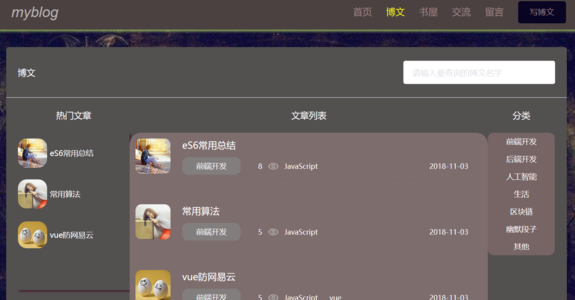 myblog
首页 博文 书屋 交流 留言 写博文
博文
请输入要查询的博文名字
热门文章 文章列表 分类
eS6常用总结
常用算法
vue防网易云
eS6常用总结
前端开发 8 JavaScript 2018-11-03
常用算法
前端开发 5 JavaScript 2018-11-03
vue防网易云
前端开发 5 JavaScript vue 2018-11-03
前端开发
后端开发
人工智能
生活
区块链
幽默段子
其他